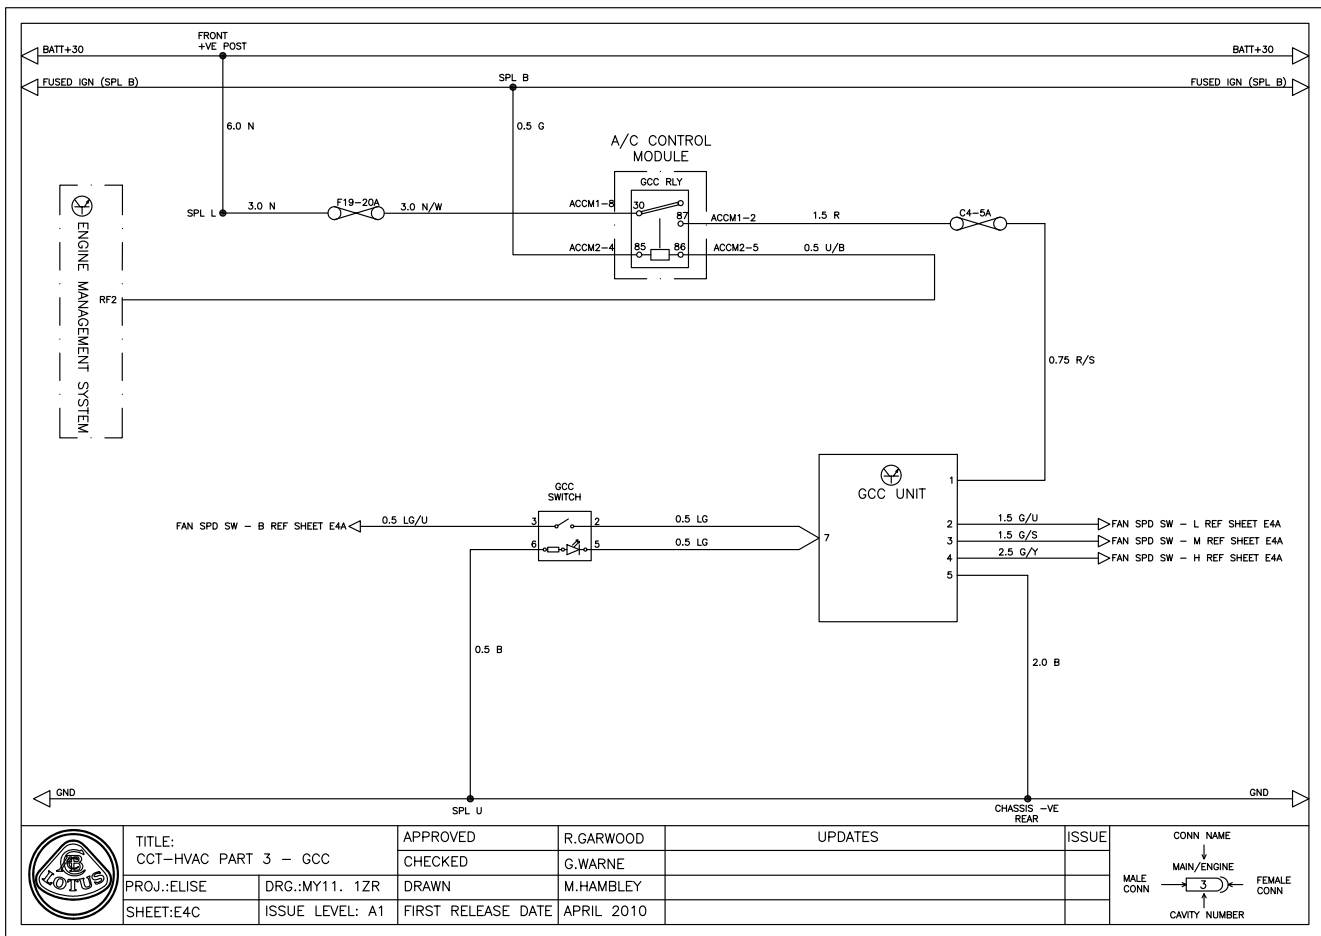 FRONT
+VE POST
BATT+30
BATT+30
FUSED IGN (SPL B)
SPL B
FUSED IGN (SPL B)
6.0 N
0.5 G
A/C CONTROL
MODULE
GCC RLY
SPL L
3.0 N
F19-20A
3.0 N/W
ACCM1-8
30
87
ACCM1-2
1.5 R
C4-5A
ACCM2-4
85
86
ACCM2-5
0.5 U/B
ENGINE MANAGEMENT SYSTEM
RF2
0.75 R/S
GCC
SWITCH
GCC UNIT
1
FAN SPD SW - B REF SHEET E4A
0.5 LG/U
3
2
0.5 LG
6
5
0.5 LG
7
2
1.5 G/U
FAN SPD SW - L REF SHEET E4A
3
1.5 G/S
FAN SPD SW - M REF SHEET E4A
4
2.5 G/Y
FAN SPD SW - H REF SHEET E4A
5
0.5 B
2.0 B
GND
GND
SPL U
CHASSIS -VE
REAR
LOTUS
TITLE:
CCT-HVAC PART 3 - GCC
PROJ.:ELISE
DRG.:MY11. 1ZR
SHEET:E4C
ISSUE LEVEL: A1
APPROVED
R.GARWOOD
CHECKED
G.WARNE
DRAWN
M.HAMBLEY
FIRST RELEASE DATE
APRIL 2010
UPDATES
ISSUE
CONN NAME
MAIN/ENGINE
MALE
CONN
3
FEMALE
CONN
CAVITY NUMBER